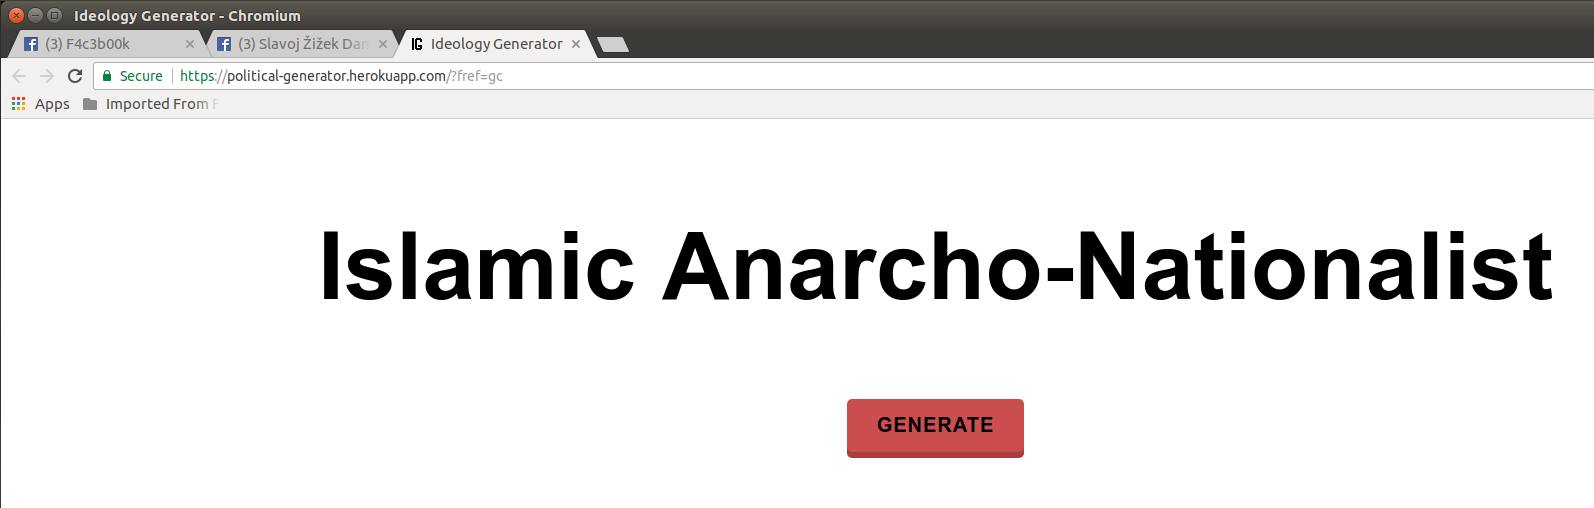 Ideology Generator - Chromium
(3) F4c3b00k
(3) Slavoj Žižek Dan
IG Ideology Generator
Secure https://political-generator.herokuapp.com/?fref=gc
Apps Imported From F
Islamic Anarcho-Nationalist
GENERATE